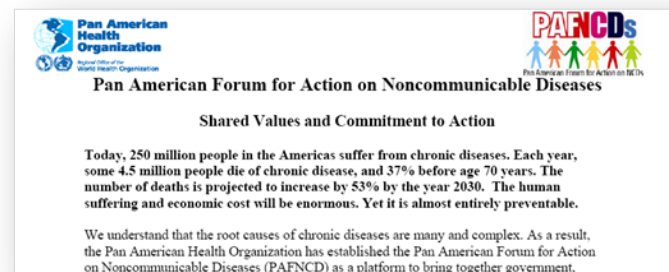 Pan American
Health
Organization
Regional Office of the
World Health Organization
PAFNCDs
Pan American Forum for Action on NCDs
Pan American Forum for Action on Noncommunicable Diseases
Shared Values and Commitment to Action
Today, 250 million people in the Americas suffer from chronic diseases. Each year,
some 4.5 million people die of chronic disease, and 37% before age 70 years. The
number of deaths is projected to increase by 53% by the year 2030. The human
suffering and economic cost will be enormous. Yet it is almost entirely preventable.
We understand that the root causes of chronic diseases are many and complex. As a result,
the Pan American Health Organization has established the Pan American Forum for Action
on Noncommunicable Diseases (PAFNCD) as a platform to bring together government,